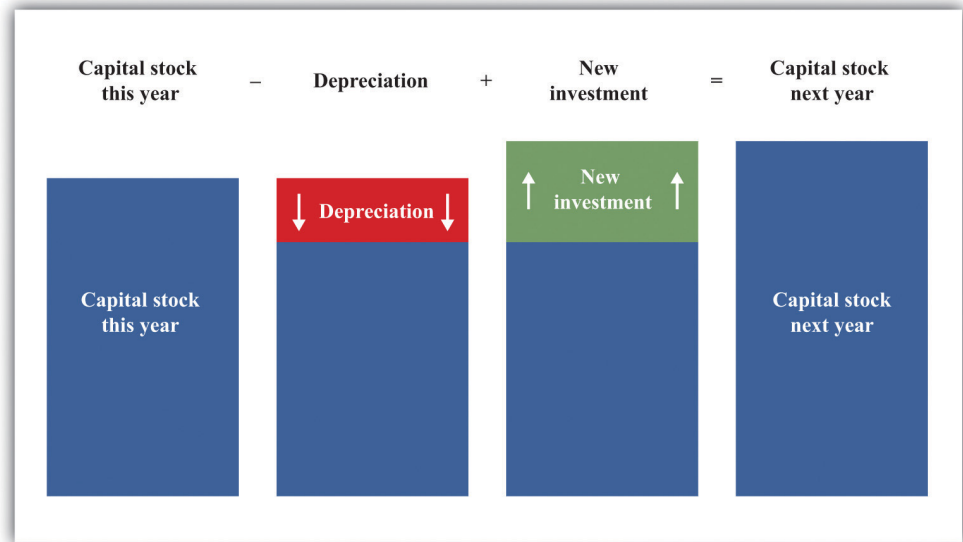 Capital stock this year – Depreciation + New investment = Capital stock next year
Capital stock
this year
Depreciation
New
investment
Capital stock
next year